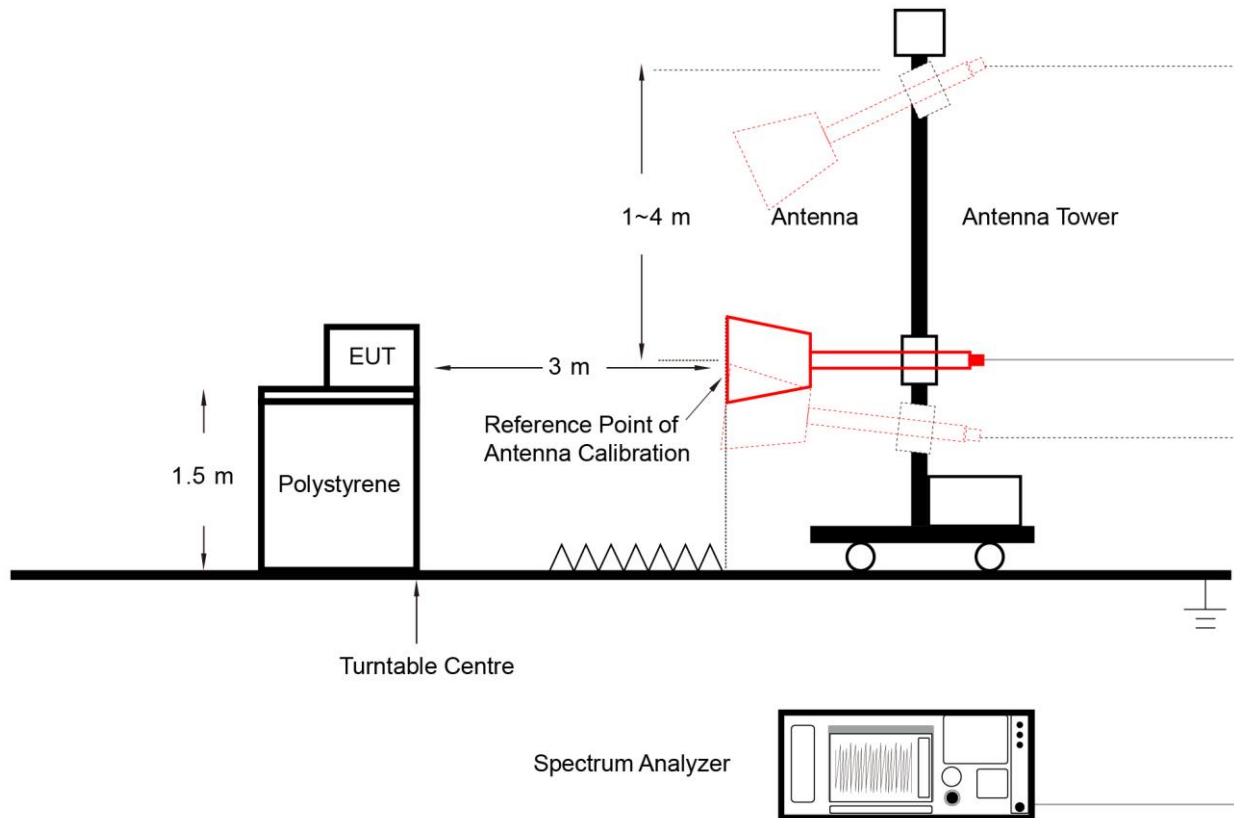 1~4 m
Antenna
Antenna Tower
EUT
3 m
Reference Point of
Antenna Calibration
1.5 m
Polystyrene
Turntable Centre
Spectrum Analyzer